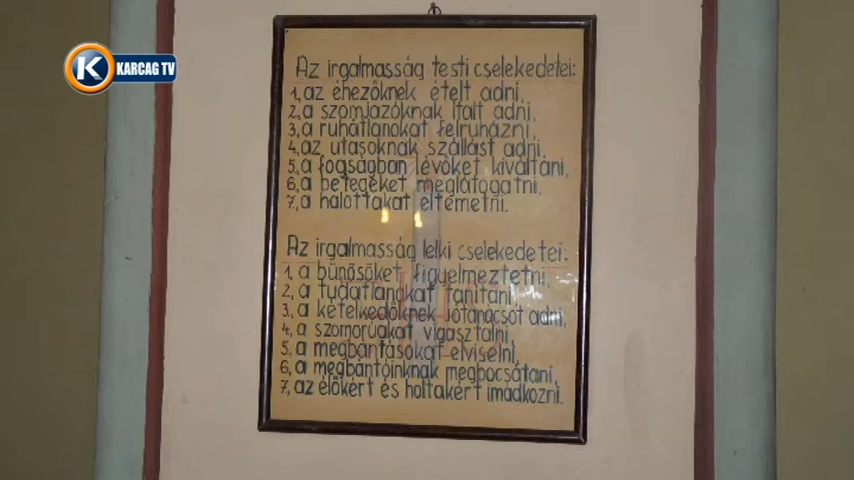 K KARCAG TV
Az irgalmasság testi cselekedetei:
1, az éhezőknek ételt adni,
2, a szomjazóknak italt adni,
3, a ruhátlanokat felruházni,
4, az utasoknak szállást adni,
5, a fogságban lévőket kiváltani,
6, a betegeket meglátogatni,
7, a halottakat eltemetni.
Az irgalmasság lelki cselekedetei:
1, a bűnösöket figyelmeztetni,
2, a tudatlanokat tanítani,
3, a kételkedőknek jótanácsot adni,
4, a szomorúakat vigasztalni,
5, a megbántásokat elviselni,
6, a megbántóinknak megbocsátani,
7, az élőkért és holtakért imádkozni.